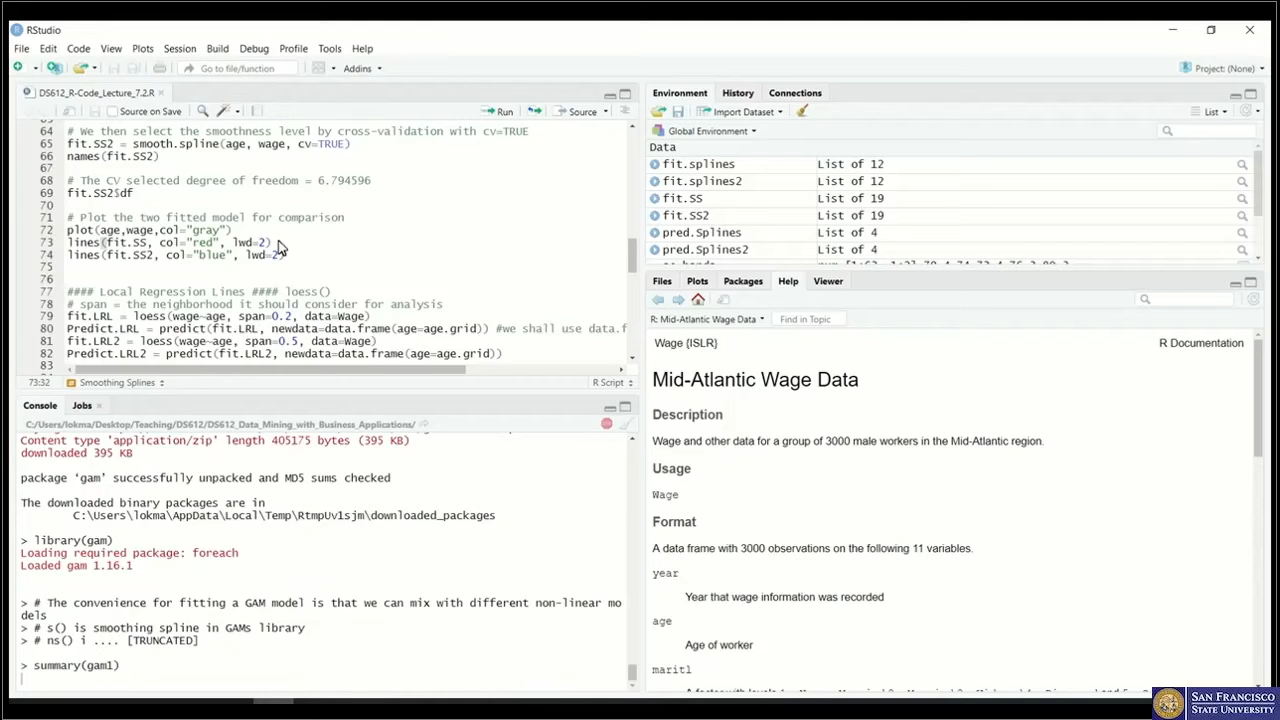 RStudio
File Edit Code View Plots Session Build Debug Profile Tools Help
Go to file/function
Addins
Project: (None)
DS612_R-Code_Lecture_7.2.R
Source on Save
Run
Source
64 # We then select the smoothness level by cross-validation with cv=TRUE
65 fit.SS2 = smooth.spline(age, wage, cv=TRUE)
66 names(fit.SS2)
67
68 # The CV selected degree of freedom = 6.794596
69 fit.SS2$df
70
71 # Plot the two fitted model for comparison
72 plot(age,wage,col="gray")
73 lines(fit.SS, col="red", lwd=2)
74 lines(fit.SS2, col="blue", lwd=2)
75
76
77 #### Local Regression Lines #### loess()
78 # span = the neighborhood it should consider for analysis
79 fit.LRL = loess(wage~age, span=0.2, data=Wage)
80 Predict.LRL = predict(fit.LRL, newdata=data.frame(age=age.grid)) #we shall use data.f
81 fit.LRL2 = loess(wage~age, span=0.5, data=Wage)
82 Predict.LRL2 = predict(fit.LRL2, newdata=data.frame(age=age.grid))
83
73:32 Smoothing Splines R Script
Console Jobs
C:/Users/lokma/Desktop/Teaching/DS612/DS612_Data_Mining_with_Business_Applications/
Content type 'application/zip' length 405175 bytes (395 KB)
downloaded 395 KB
package ‘gam’ successfully unpacked and MD5 sums checked
The downloaded binary packages are in
C:\Users\lokma\AppData\Local\Temp\RtmpUv1sjm\downloaded_packages
> library(gam)
Loading required package: foreach
Loaded gam 1.16.1
> # The convenience for fitting a GAM model is that we can mix with different non-linear mo
dels
> # s() is smoothing spline in GAMs library
> # ns() i .... [TRUNCATED]
> summary(gam1)
Environment History Connections
Import Dataset
List
Global Environment
Data
fit.splines List of 12
fit.splines2 List of 12
fit.SS List of 19
fit.SS2 List of 19
pred.Splines List of 4
pred.Splines2 List of 4
Files Plots Packages Help Viewer
R: Mid-Atlantic Wage Data
Find in Topic
Wage {ISLR}
R Documentation
Mid-Atlantic Wage Data
Description
Wage and other data for a group of 3000 male workers in the Mid-Atlantic region.
Usage
Wage
Format
A data frame with 3000 observations on the following 11 variables.
year
Year that wage information was recorded
age
Age of worker
maritl
SAN FRANCISCO
STATE UNIVERSITY